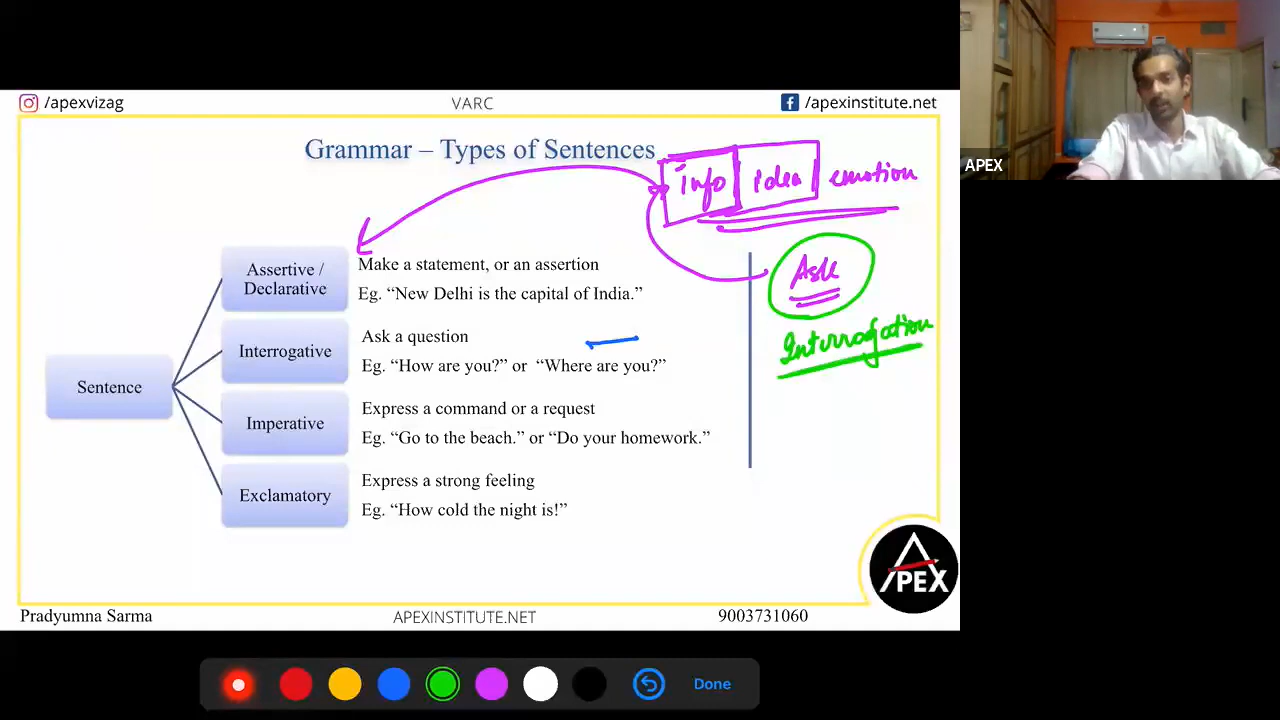 /apexvizag
VARC
/apexinstitute.net
Grammar – Types of Sentences
info idea emotion
Ask
Interrogation
Sentence
Assertive /
Declarative
Make a statement, or an assertion
Eg. “New Delhi is the capital of India.”
Interrogative
Ask a question
Eg. “How are you?” or “Where are you?”
Imperative
Express a command or a request
Eg. “Go to the beach.” or “Do your homework.”
Exclamatory
Express a strong feeling
Eg. “How cold the night is!”
APEX
Pradyumna Sarma
APEXINSTITUTE.NET
9003731060
Done
APEX